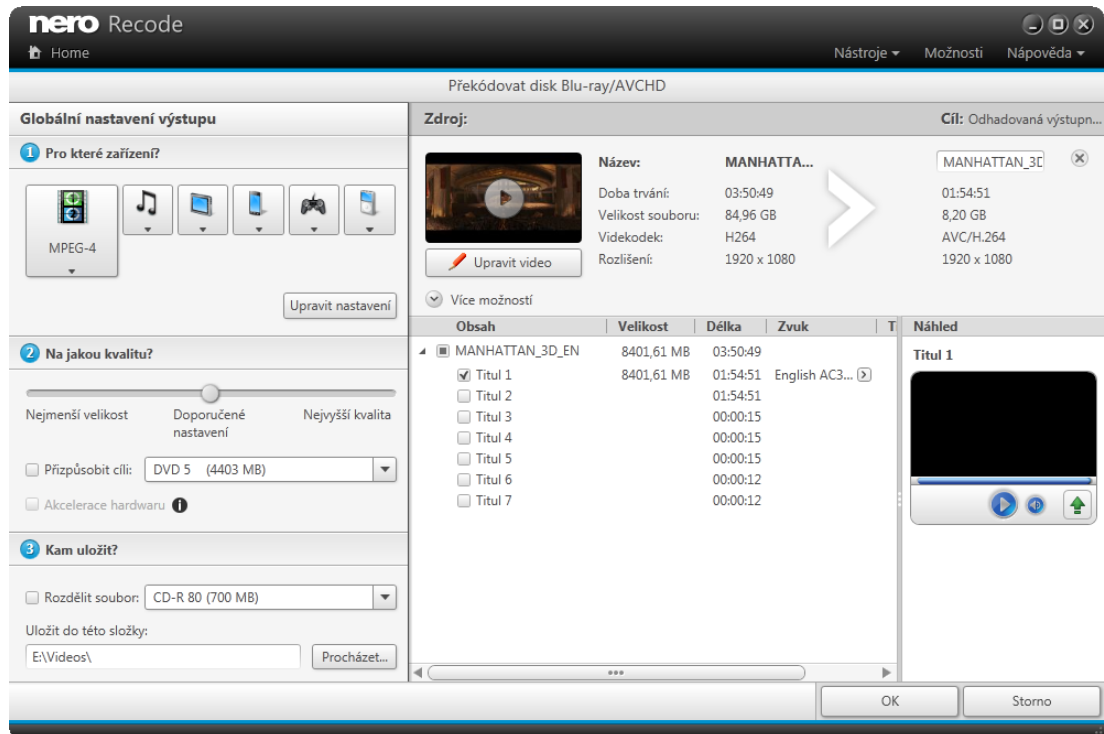 nero Recode
Home
Nástroje
Možnosti
Nápověda
Překódovat disk Blu-ray/AVCHD
Globální nastavení výstupu
1 Pro které zařízení?
MPEG-4
Upravit nastavení
2 Na jakou kvalitu?
Nejmenší velikost
Doporučené
nastavení
Nejvyšší kvalita
Přizpůsobit cíli: DVD 5 (4403 MB)
Akcelerace hardwaru
3 Kam uložit?
Rozdělit soubor: CD-R 80 (700 MB)
Uložit do této složky:
E:\Videos\ Procházet...
Zdroj: Cíl: Odhadovaná výstupn...
Název: MANHATTA... MANHATTAN_3D
Doba trvání: 03:50:49 01:54:51
Velikost souboru: 84,96 GB 8,20 GB
Videkodek: H264 AVC/H.264
Rozlišení: 1920 x 1080 1920 x 1080
Upravit video
Více možností
Obsah Velikost Délka Zvuk
MANHATTAN_3D_EN 8401,61 MB 03:50:49
Titul 1 8401,61 MB 01:54:51 English AC3...
Titul 2 01:54:51
Titul 3 00:00:15
Titul 4 00:00:15
Titul 5 00:00:15
Titul 6 00:00:12
Titul 7 00:00:12
Náhled
Titul 1
OK Storno